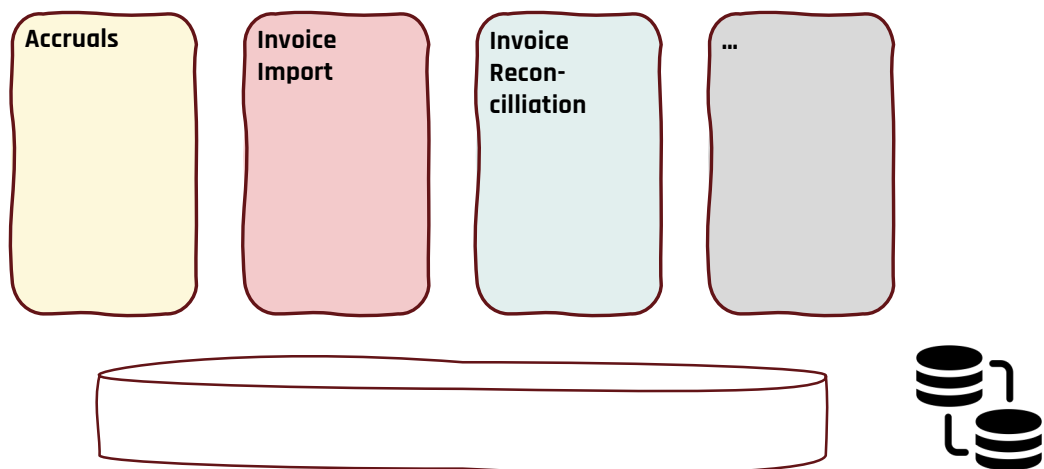 Accruals
Invoice
Import
Invoice
Recon-
cilliation
...